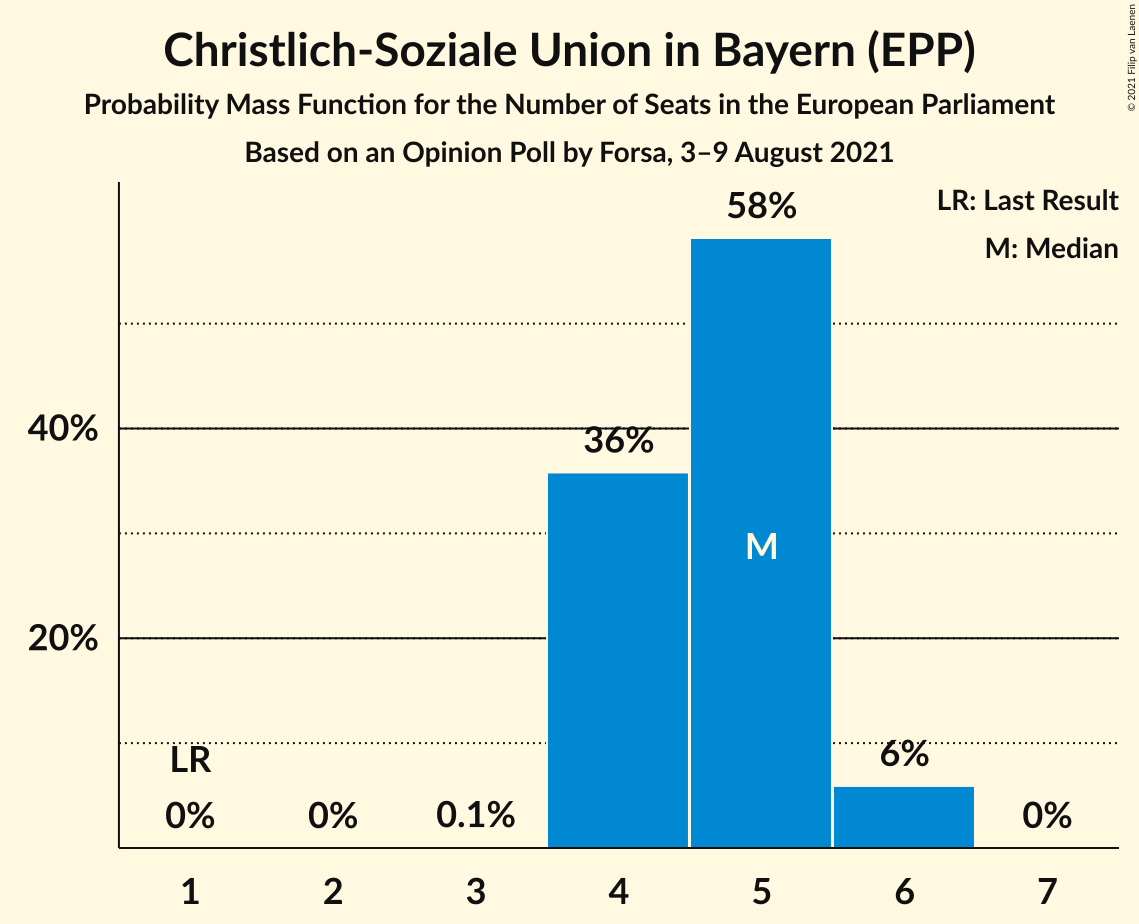 Christlich-Soziale Union in Bayern (EPP)
Probability Mass Function for the Number of Seats in the European Parliament
Based on an Opinion Poll by Forsa, 3–9 August 2021
© 2021 Filip van Laenen
LR: Last Result
M: Median
58%
40%
36%
M
20%
LR
6%
0% 0% 0.1% 0%
1 2 3 4 5 6 7